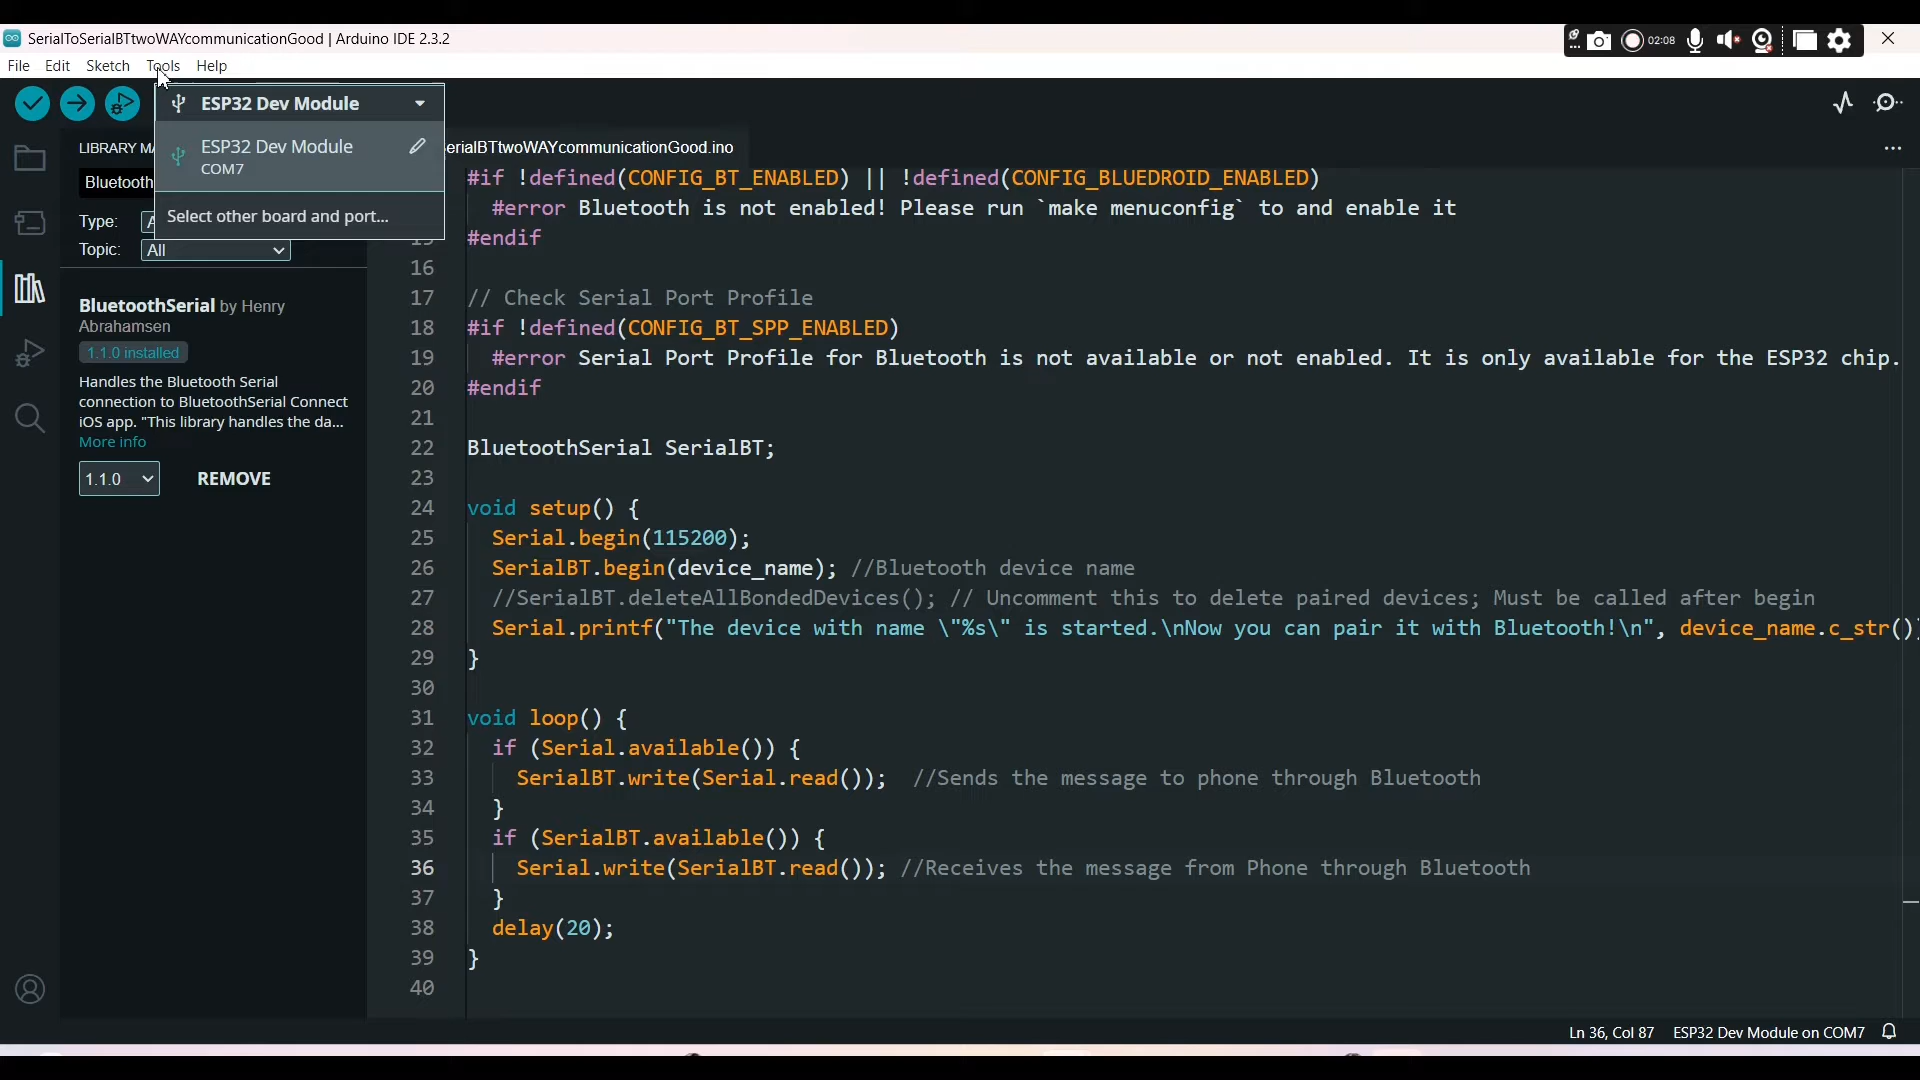 SerialToSerialBTtwoWAYcommunicationGood | Arduino IDE 2.3.2
02:08
File Edit Sketch Tools Help
ESP32 Dev Module
ESP32 Dev Module
COM7
Select other board and port...
LIBRARY
Bluetooth
Type:
Topic: All
BluetoothSerial by Henry
Abrahamsen
1.1.0 installed
Handles the Bluetooth Serial
connection to BluetoothSerial Connect
iOS app. "This library handles the da...
More info
1.1.0 REMOVE
erialBTtwoWAYcommunicationGood.ino
#if !defined(CONFIG_BT_ENABLED) || !defined(CONFIG_BLUEDROID_ENABLED)
#error Bluetooth is not enabled! Please run `make menuconfig` to and enable it
15 #endif
16
17 // Check Serial Port Profile
18 #if !defined(CONFIG_BT_SPP_ENABLED)
19 #error Serial Port Profile for Bluetooth is not available or not enabled. It is only available for the ESP32 chip.
20 #endif
21
22 BluetoothSerial SerialBT;
23
24 void setup() {
25 Serial.begin(115200);
26 SerialBT.begin(device_name); //Bluetooth device name
27 //SerialBT.deleteAllBondedDevices(); // Uncomment this to delete paired devices; Must be called after begin
28 Serial.printf("The device with name \"%s\" is started.\nNow you can pair it with Bluetooth!\n", device_name.c_str()
29 }
30
31 void loop() {
32 if (Serial.available()) {
33 SerialBT.write(Serial.read()); //Sends the message to phone through Bluetooth
34 }
35 if (SerialBT.available()) {
36 Serial.write(SerialBT.read()); //Receives the message from Phone through Bluetooth
37 }
38 delay(20);
39 }
40
Ln 36, Col 87 ESP32 Dev Module on COM7